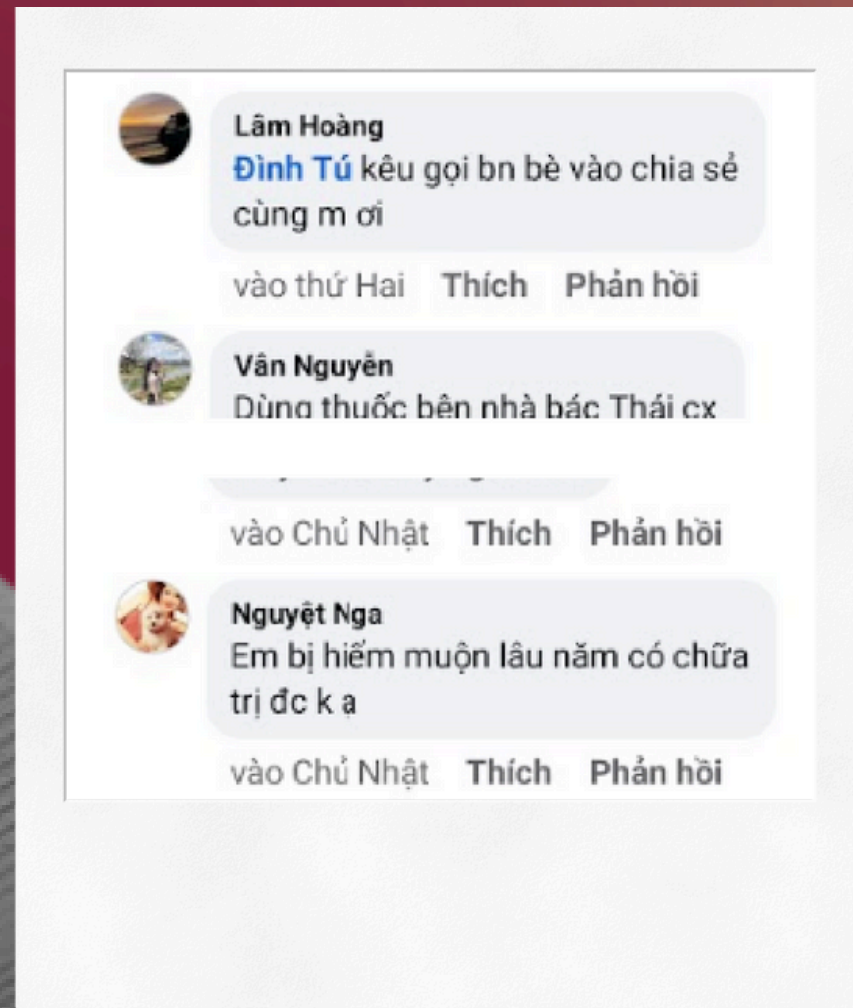 Lâm Hoàng
Đình Tú kêu gọi bn bè vào chia sẻ
cùng m ơi
vào thứ Hai Thích Phản hồi
Vân Nguyễn
Dùng thuốc bên nhà bác Thái cx
vào Chủ Nhật Thích Phản hồi
Nguyệt Nga
Em bị hiếm muộn lâu năm có chữa
trị đc k ạ
vào Chủ Nhật Thích Phản hồi